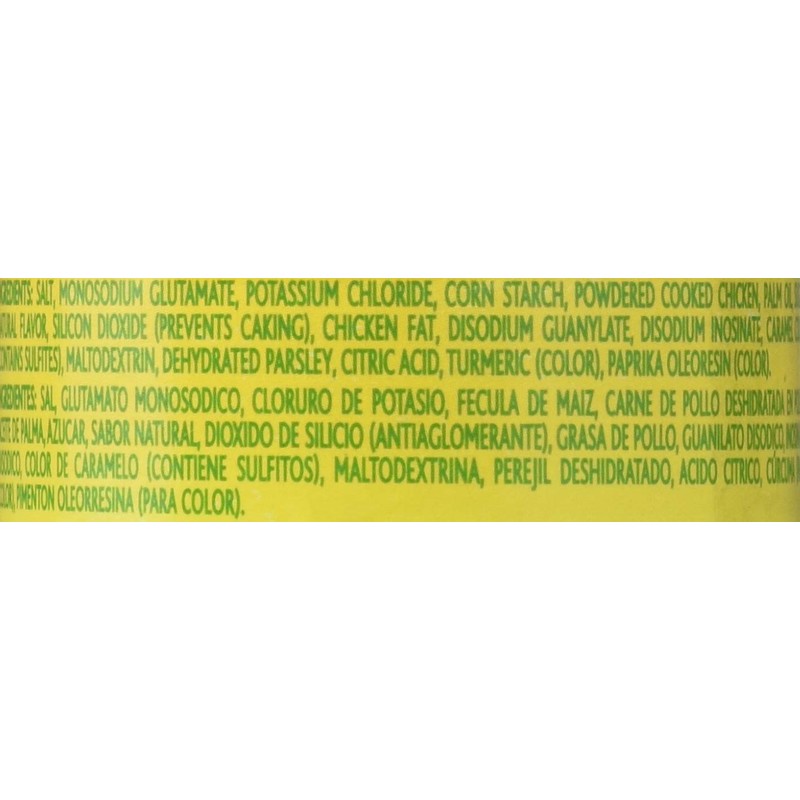 SALT, MONOSODIUM GLUTAMATE, POTASSIUM CHLORIDE, CORN STARCH, POWDERED COOKED CHICKEN, PALM OIL,
FLAVOR, SILICON DIOXIDE (PREVENTS CAKING), CHICKEN FAT, DISODIUM GUANYLATE, DISODIUM INOSINATE,
SULFITES), MALTODEXTRIN, DEHYDRATED PARSLEY, CITRIC ACID, TURMERIC (COLOR), PAPRIKA OLEORESIN (COLOR).
SAL, GLUTAMATO MONOSODICO, CLORURO DE POTASIO, FECULA DE MAIZ, CARNE DE POLLO DESHIDRATADA
DE PALMA, AZUCAR, SABOR NATURAL, DIOXIDO DE SILICIO (ANTIAGLOMERANTE), GRASA DE POLLO, GUANILATO DISODICO,
COLOR DE CARAMELO (CONTIENE SULFITOS), MALTODEXTRINA, PEREJIL DESHIDRATADO, ACIDO CITRICO,
PIMENTON OLEORRESINA (PARA COLOR).